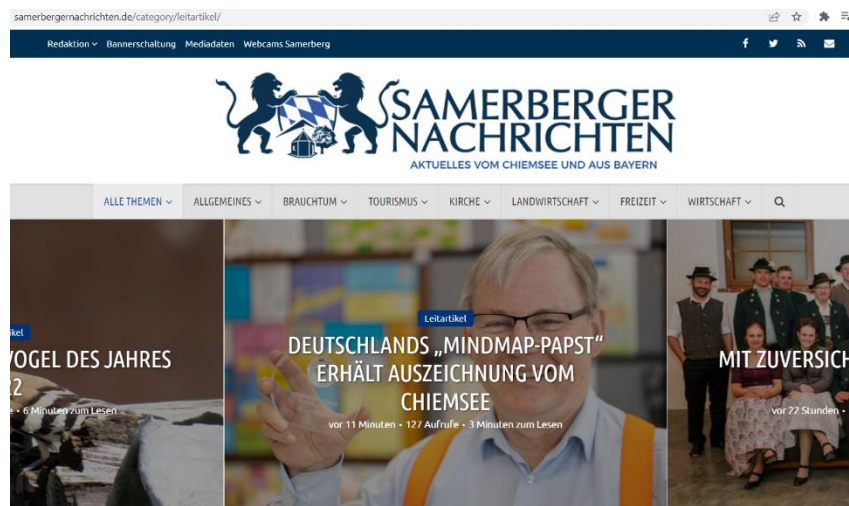 samerbergernachrichten.de/category/leitartikel/
Redaktion Bannerschaltung Mediadaten Webcams Samerberg
SAMERBERGER
NACHRICHTEN
AKTUELLES VOM CHIEMSEE UND AUS BAYERN
ALLE THEMEN ALLGEMEINES BRAUCHTUM TOURISMUS KIRCHE LANDWIRTSCHAFT FREIZEIT WIRTSCHAFT
ikel
VOGEL DES JAHRES
22
e • 6 Minuten zum Lesen
Leitartikel
DEUTSCHLANDS „MINDMAP-PAPST“
ERHÄLT AUSZEICHNUNG VOM
CHIEMSEE
vor 11 Minuten • 127 Aufrufe • 3 Minuten zum Lesen
MIT ZUVERSICH
vor 22 Stunden •